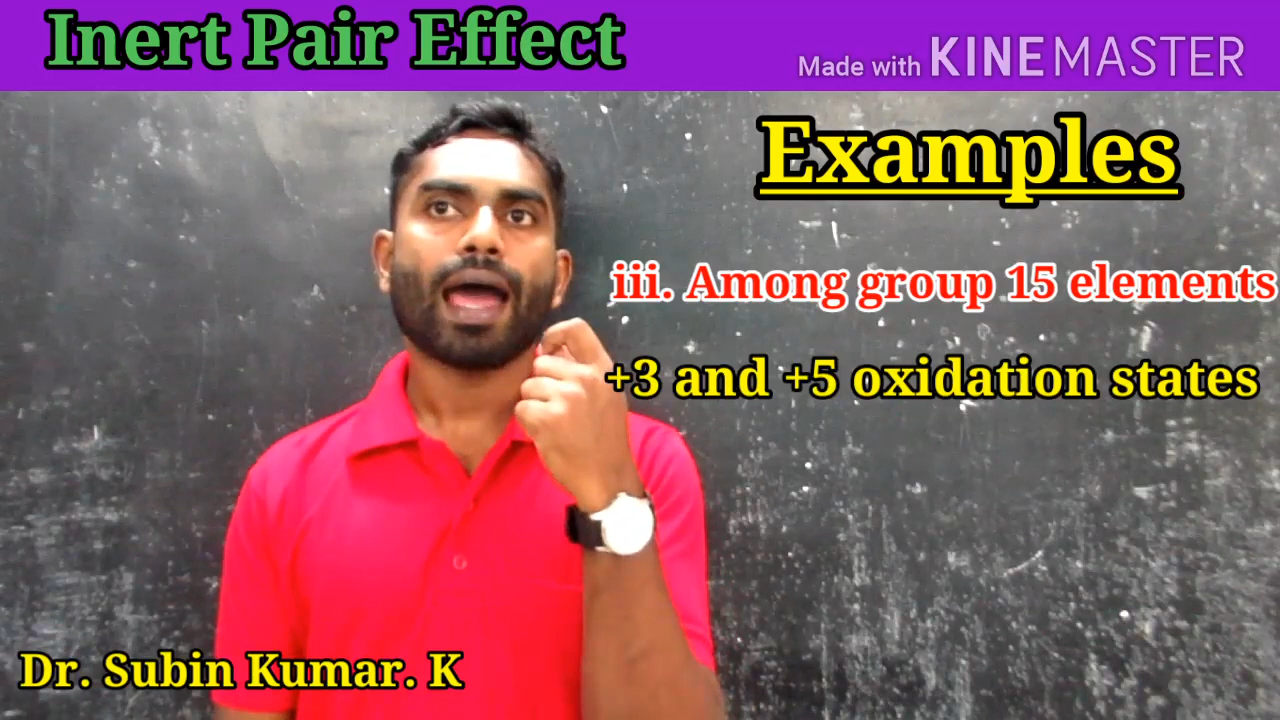 Inert Pair Effect
Made with KINEMASTER
Examples
iii. Among group 15 elements
+3 and +5 oxidation states
Dr. Subin Kumar. K